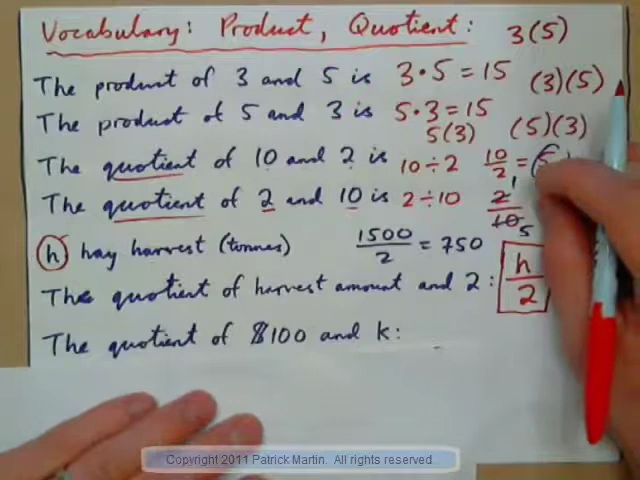 Vocabulary: Product, Quotient: 3(5)
The product of 3 and 5 is 3 • 5 = 15 (3)(5)
The product of 5 and 3 is 5 • 3 = 15
5(3) (5)(3)
The quotient of 10 and 2 is 10 ÷ 2 10/2 =
The quotient of 2 and 10 is 2 ÷ 10 2/10 1 5
h hay harvest (tonnes) 1500/2 = 750
The quotient of harvest amount and 2: h/2
The quotient of $100 and k:
Copyright 2011 Patrick Martin. All rights reserved.